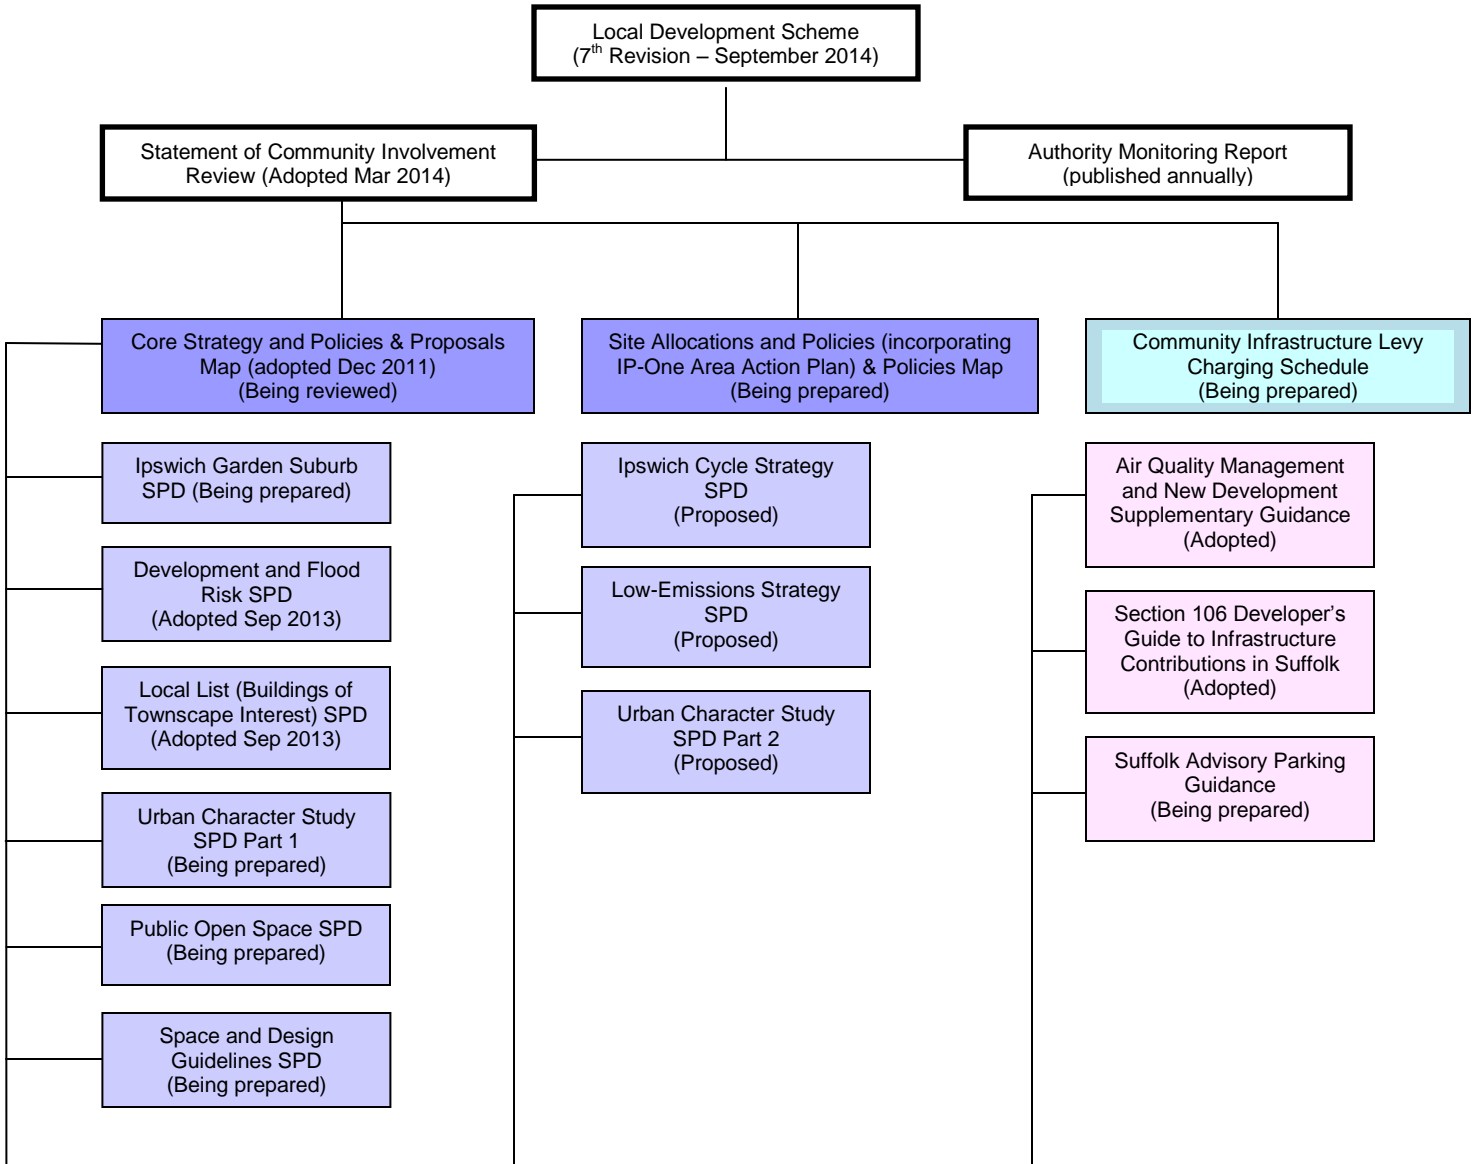 Local Development Scheme
(7th Revision – September 2014)
Statement of Community Involvement
Review (Adopted Mar 2014)
Authority Monitoring Report
(published annually)
Core Strategy and Policies & Proposals
Map (adopted Dec 2011)
(Being reviewed)
Site Allocations and Policies (incorporating
IP-One Area Action Plan) & Policies Map
(Being prepared)
Community Infrastructure Levy
Charging Schedule
(Being prepared)
Ipswich Garden Suburb
SPD (Being prepared)
Development and Flood
Risk SPD
(Adopted Sep 2013)
Local List (Buildings of
Townscape Interest) SPD
(Adopted Sep 2013)
Urban Character Study
SPD Part 1
(Being prepared)
Public Open Space SPD
(Being prepared)
Space and Design
Guidelines SPD
(Being prepared)
Ipswich Cycle Strategy
SPD
(Proposed)
Low-Emissions Strategy
SPD
(Proposed)
Urban Character Study
SPD Part 2
(Proposed)
Air Quality Management
and New Development
Supplementary Guidance
(Adopted)
Section 106 Developer’s
Guide to Infrastructure
Contributions in Suffolk
(Adopted)
Suffolk Advisory Parking
Guidance
(Being prepared)